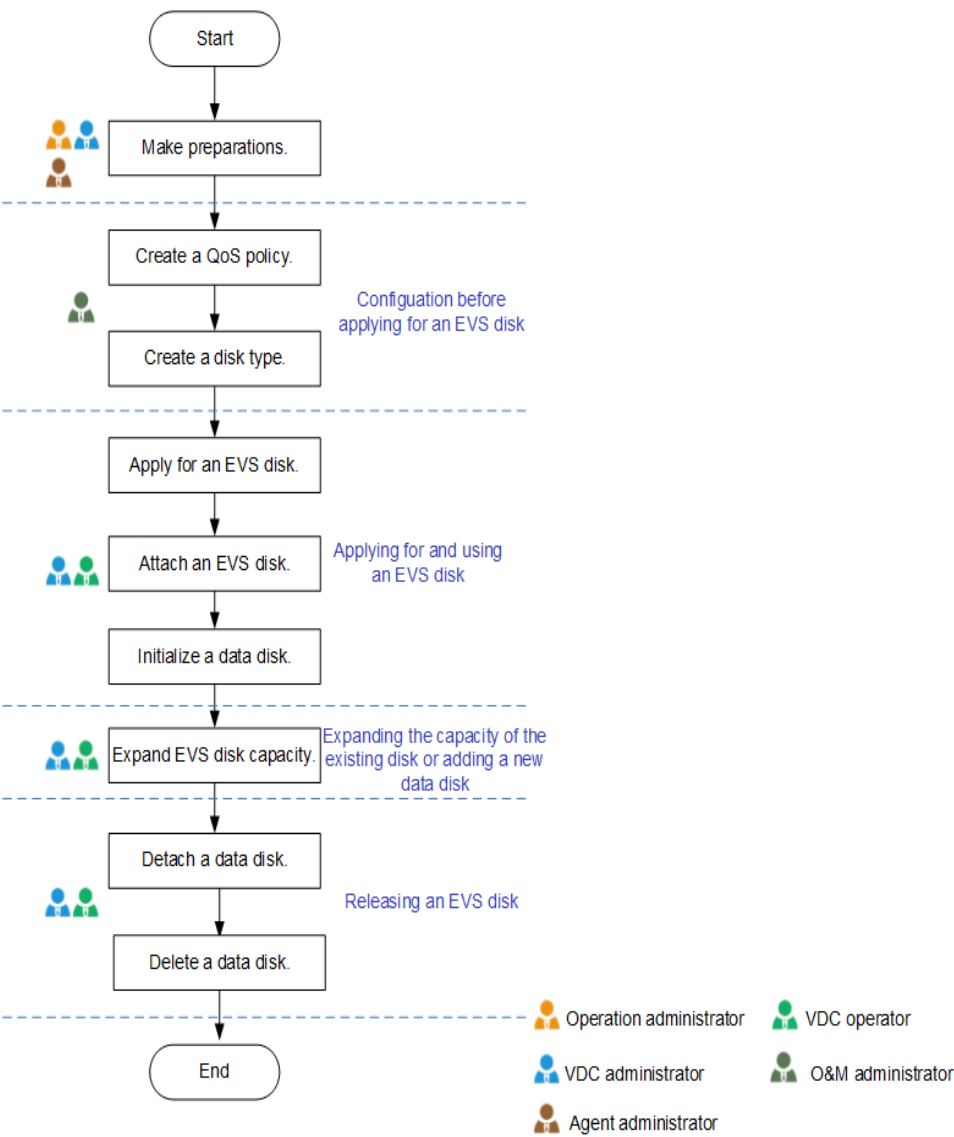 Start
Make preparations.
Create a QoS policy.
Configuation before
applying for an EVS disk
Create a disk type.
Apply for an EVS disk.
Attach an EVS disk.
Applying for and using
an EVS disk
Initialize a data disk.
Expand EVS disk capacity.
Expanding the capacity of the
existing disk or adding a new
data disk
Detach a data disk.
Releasing an EVS disk
Delete a data disk.
End
Operation administrator
VDC operator
VDC administrator
O&M administrator
Agent administrator